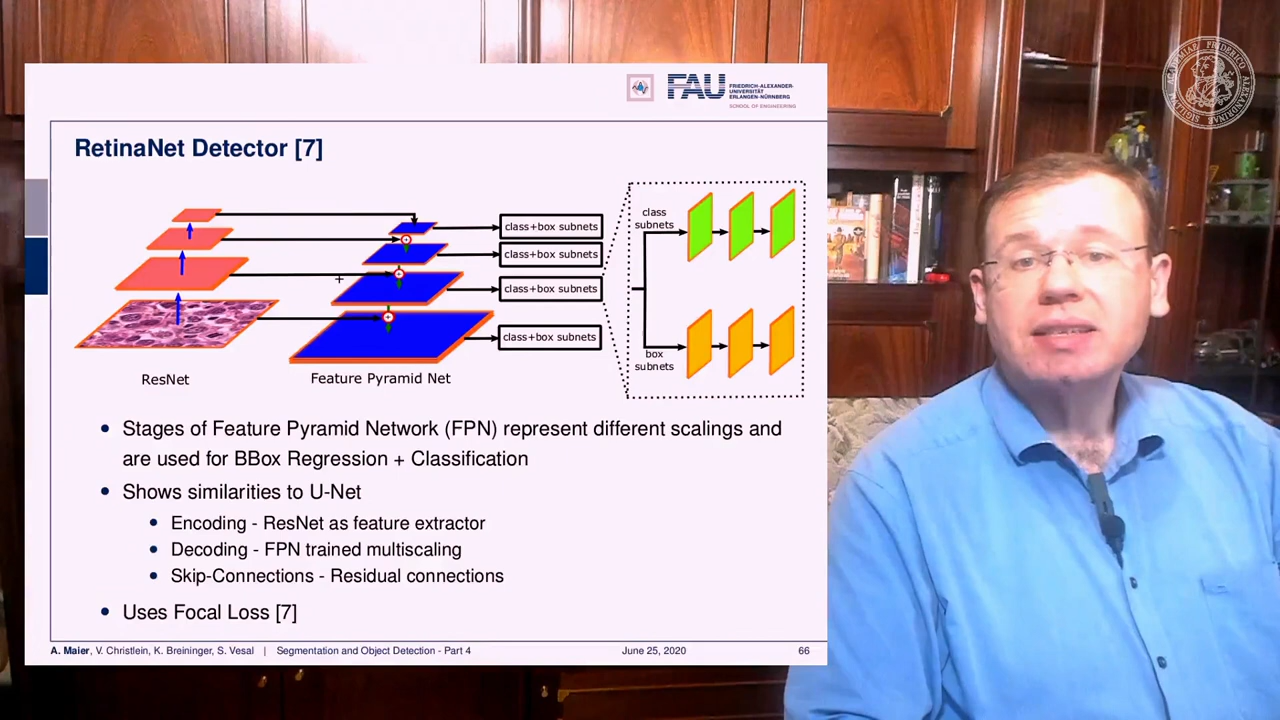 FAU
FRIEDRICH-ALEXANDER-
UNIVERSITÄT
ERLANGEN-NÜRNBERG
SCHOOL OF ENGINEERING
RetinaNet Detector [7]
class+box subnets
class+box subnets
class+box subnets
class+box subnets
class
subnets
box
subnets
ResNet
Feature Pyramid Net
• Stages of Feature Pyramid Network (FPN) represent different scalings and
are used for BBox Regression + Classification
• Shows similarities to U-Net
• Encoding - ResNet as feature extractor
• Decoding - FPN trained multiscaling
• Skip-Connections - Residual connections
• Uses Focal Loss [7]
A. Maier, V. Christlein, K. Breininger, S. Vesal | Segmentation and Object Detection - Part 4 June 25, 2020 66